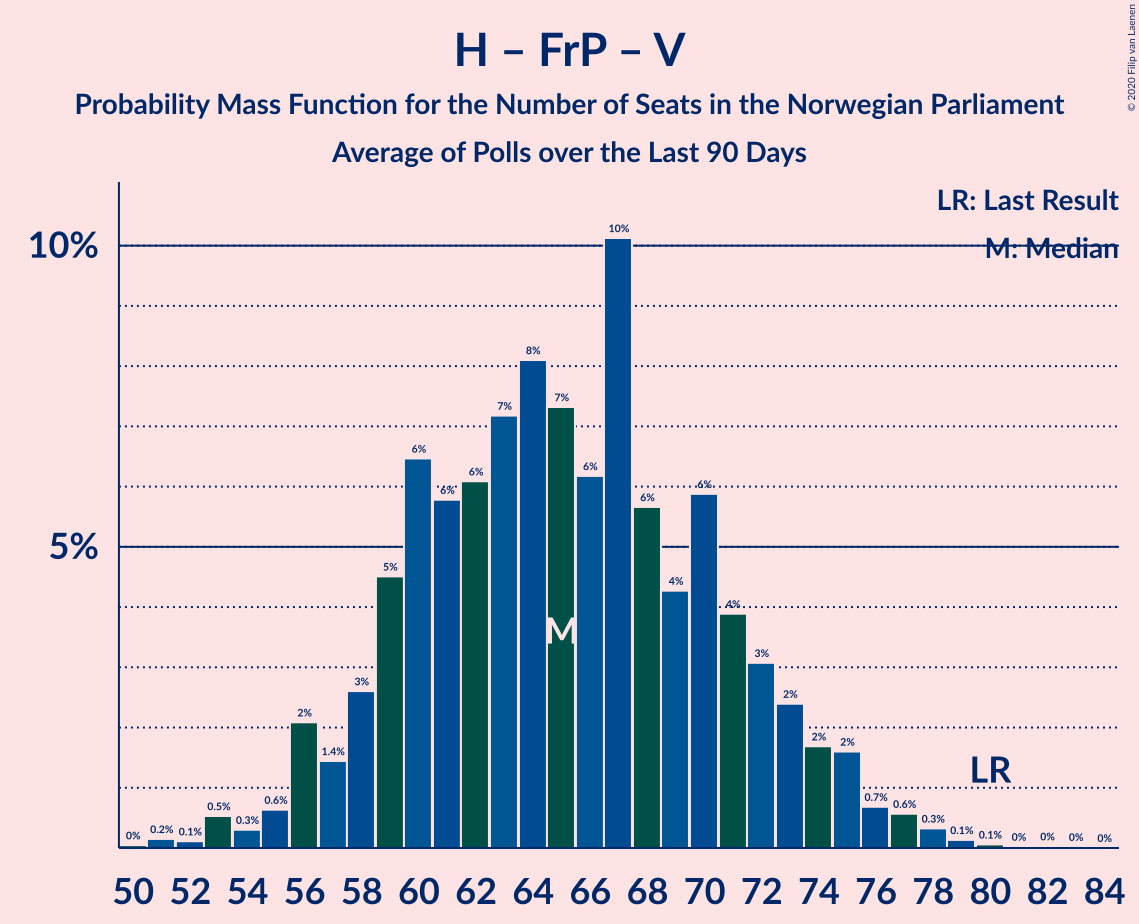 H – FrP – V
Probability Mass Function for the Number of Seats in the Norwegian Parliament
Average of Polls over the Last 90 Days
© 2020 Filip van Laenen
LR: Last Result
M: Median
10%
5%
0% 0.2% 0.1% 0.5% 0.3% 0.6% 2% 1.4% 3% 5% 6% 6% 6% 7% 8% 7% 6% 10% 6% 4% 6% 4% 3% 2% 2% 2% 0.7% 0.6% 0.3% 0.1% 0.1% 0% 0% 0% 0%
M
LR
50 52 54 56 58 60 62 64 66 68 70 72 74 76 78 80 82 84